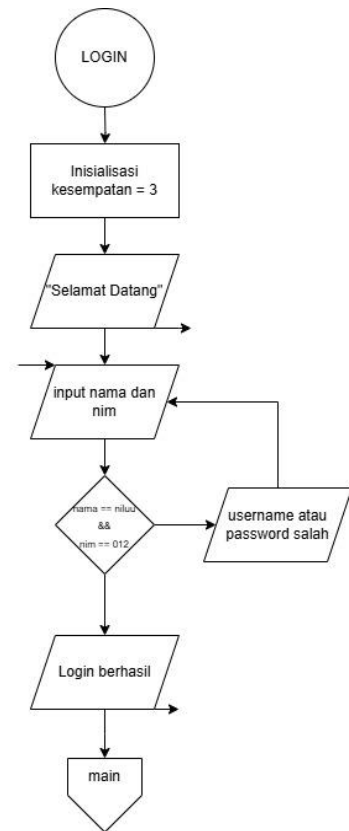 LOGIN
Inisialisasi
kesempatan = 3
"Selamat Datang"
input nama dan
nim
nama == niluu
&&
nim == 012
username atau
password salah
Login berhasil
main